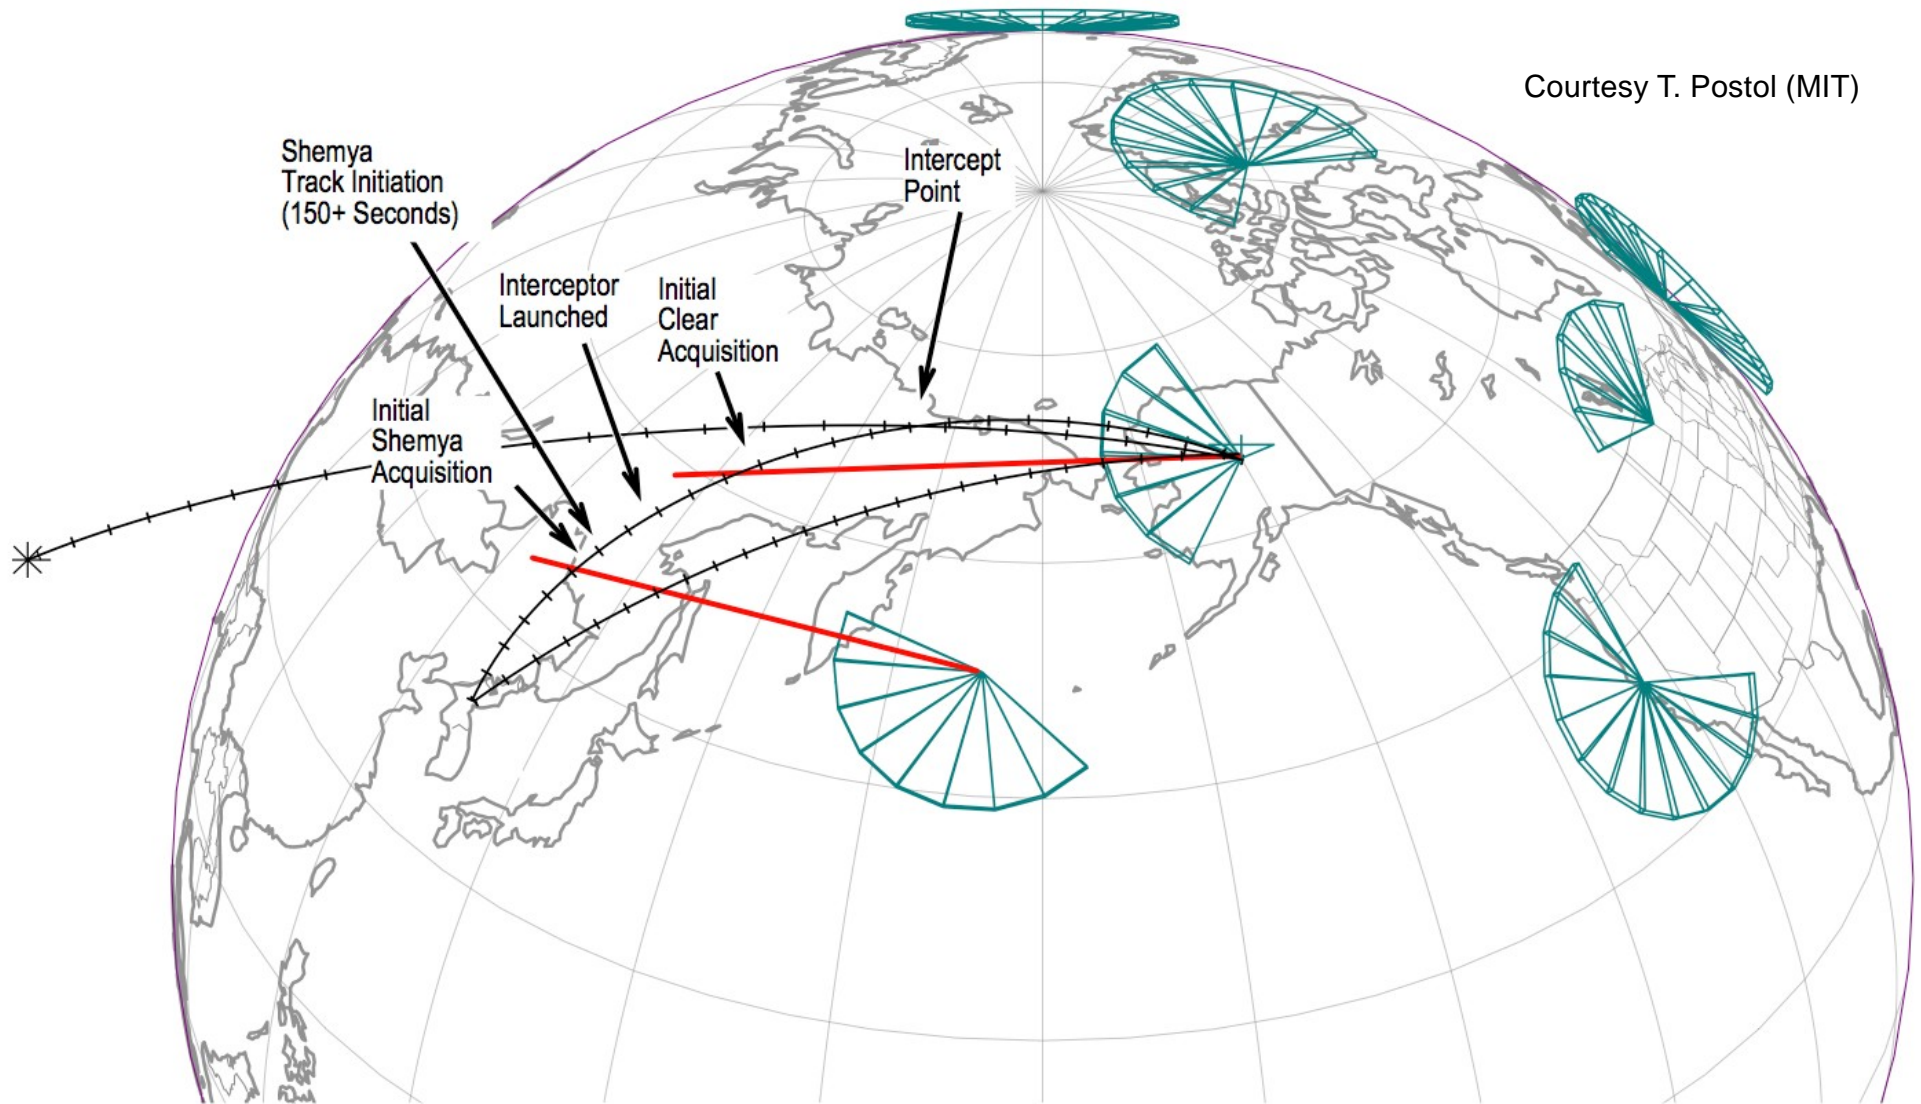 Courtesy T. Postol (MIT)
Shemya
Track Initiation
(150+ Seconds)
Intercept
Point
Interceptor
Launched
Initial
Clear
Acquisition
Initial
Shemya
Acquisition